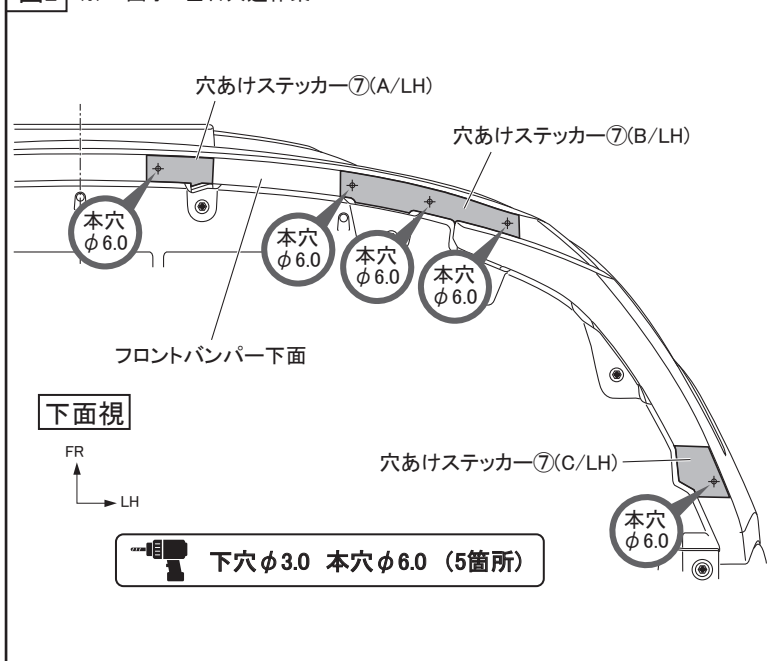 穴あけステッカー⑦(A/LH)
穴あけステッカー⑦(B/LH)
本穴
φ6.0
本穴
φ6.0
本穴
φ6.0
本穴
φ6.0
フロントバンパー下面
下面視
FR
LH
穴あけステッカー⑦(C/LH)
本穴
φ6.0
下穴φ3.0 本穴φ6.0 (5箇所)